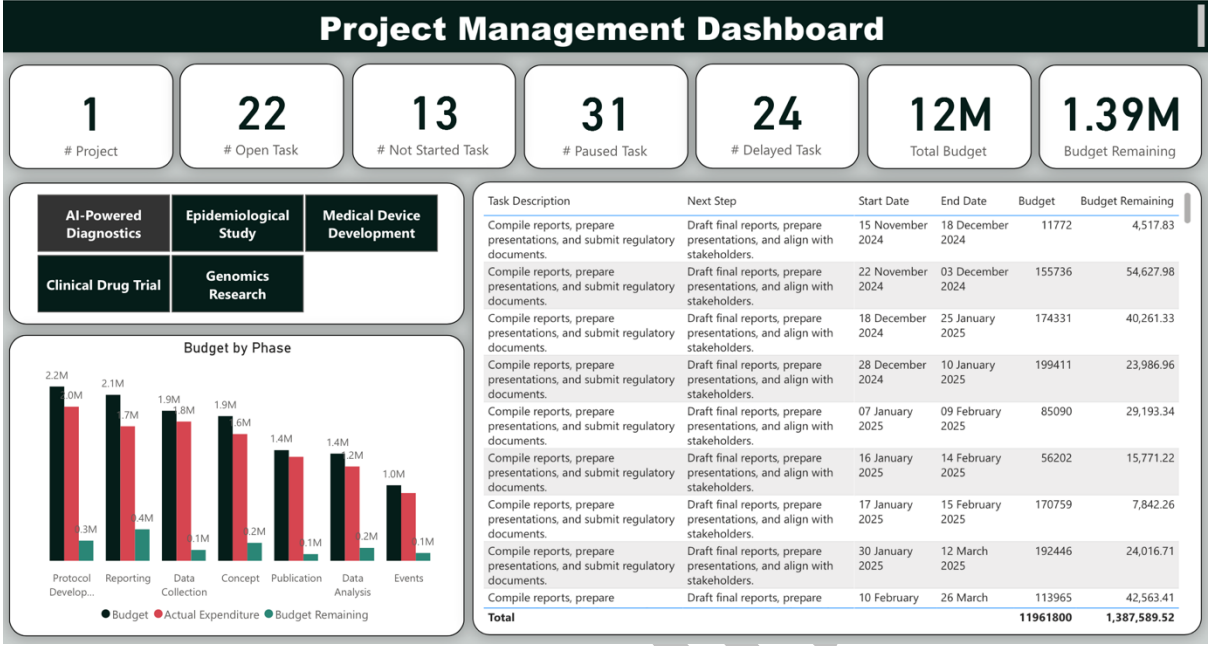 Project Management Dashboard
1
# Project
22
# Open Task
13
# Not Started Task
31
# Paused Task
24
# Delayed Task
12M
Total Budget
1.39M
Budget Remaining
AI-Powered
Diagnostics
Epidemiological
Study
Medical Device
Development
Clinical Drug Trial
Genomics
Research
Budget by Phase
2.2M
2.0M
0.3M
2.1M
1.7M
0.4M
1.9M
1.8M
0.1M
1.9M
1.6M
0.2M
1.4M
0.1M
1.4M
1.2M
0.2M
1.0M
0.1M
Protocol
Develop...
Reporting
Data
Collection
Concept
Publication
Data
Analysis
Events
Budget
Actual Expenditure
Budget Remaining
Task Description Next Step Start Date End Date Budget Budget Remaining
Compile reports, prepare Draft final reports, prepare 15 November 18 December 11772 4,517.83
presentations, and submit regulatory presentations, and align with 2024 2024
documents. stakeholders.
Compile reports, prepare Draft final reports, prepare 22 November 03 December 155736 54,627.98
presentations, and submit regulatory presentations, and align with 2024 2024
documents. stakeholders.
Compile reports, prepare Draft final reports, prepare 18 December 25 January 174331 40,261.33
presentations, and submit regulatory presentations, and align with 2024 2025
documents. stakeholders.
Compile reports, prepare Draft final reports, prepare 28 December 10 January 199411 23,986.96
presentations, and submit regulatory presentations, and align with 2024 2025
documents. stakeholders.
Compile reports, prepare Draft final reports, prepare 07 January 09 February 85090 29,193.34
presentations, and submit regulatory presentations, and align with 2025 2025
documents. stakeholders.
Compile reports, prepare Draft final reports, prepare 16 January 14 February 56202 15,771.22
presentations, and submit regulatory presentations, and align with 2025 2025
documents. stakeholders.
Compile reports, prepare Draft final reports, prepare 17 January 15 February 170759 7,842.26
presentations, and submit regulatory presentations, and align with 2025 2025
documents. stakeholders.
Compile reports, prepare Draft final reports, prepare 30 January 12 March 192446 24,016.71
presentations, and submit regulatory presentations, and align with 2025 2025
documents. stakeholders.
Compile reports, prepare Draft final reports, prepare 10 February 26 March 113965 42,563.41
Total 11961800 1,387,589.52